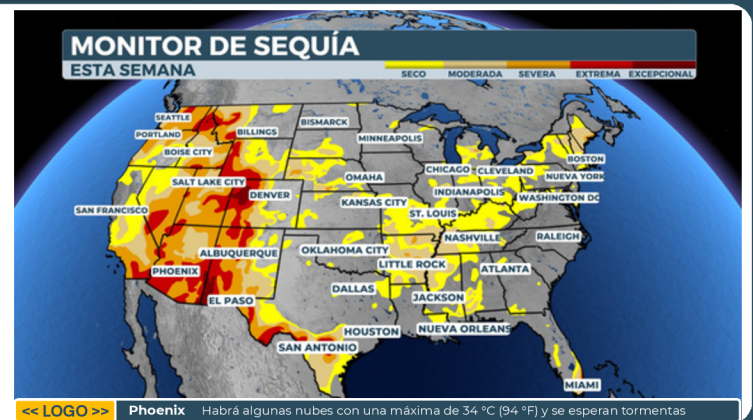 MONITOR DE SEQUÍA
ESTA SEMANA
SECO MODERADA SEVERA EXTREMA EXCEPCIONAL
SEATTLE
BISMARCK
PORTLAND
BILLINGS
MINNEAPOLIS
BOISE CITY
BOSTON
CHICAGO
CLEVELAND
OMAHA
NUEVA YORK
SALT LAKE CITY
DENVER
INDIANAPOLIS
WASHINGTON DC
KANSAS CITY
SAN FRANCISCO
ST. LOUIS
NASHVILLE
RALEIGH
ALBUQUERQUE
OKLAHOMA CITY
LITTLE ROCK
PHOENIX
ATLANTA
DALLAS
EL PASO
JACKSON
HOUSTON
NUEVA ORLEANS
SAN ANTONIO
MIAMI
<< LOGO >> Phoenix Habrá algunas nubes con una máxima de 34 °C (94 °F) y se esperan tormentas